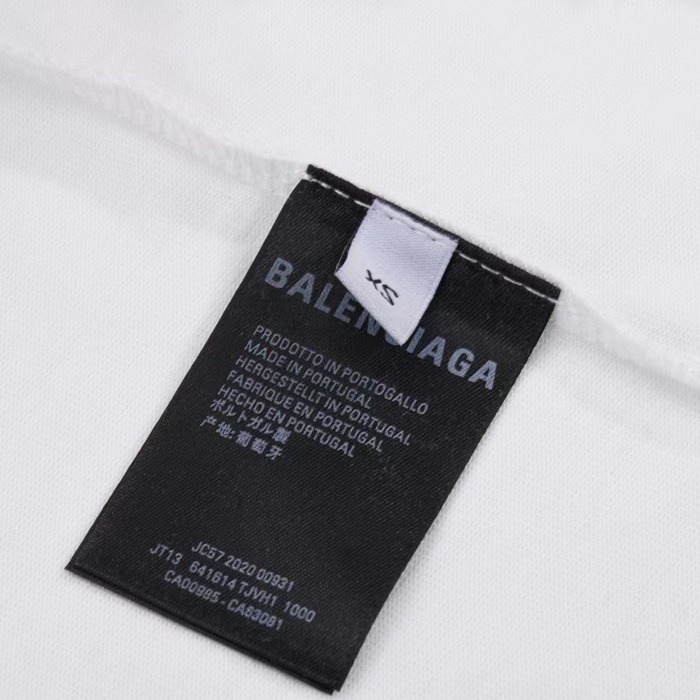 XS
BALENCIAGA
PRODOTTO IN PORTOGALLO
MADE IN PORTUGAL
HERGESTELLT IN PORTUGAL
FABRIQUE EN PORTUGAL
HECHO EN PORTUGAL
ポルトガル製
产地:葡萄牙
JC57 2020 00931
JT13 641614 TJVH1 1000
CA00985-CA63081